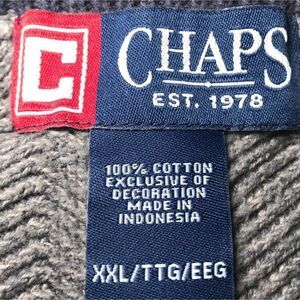 C
CHAPS
EST. 1978
100% COTTON
EXCLUSIVE OF
DECORATION
MADE IN
INDONESIA
XXL/TTG/EEG